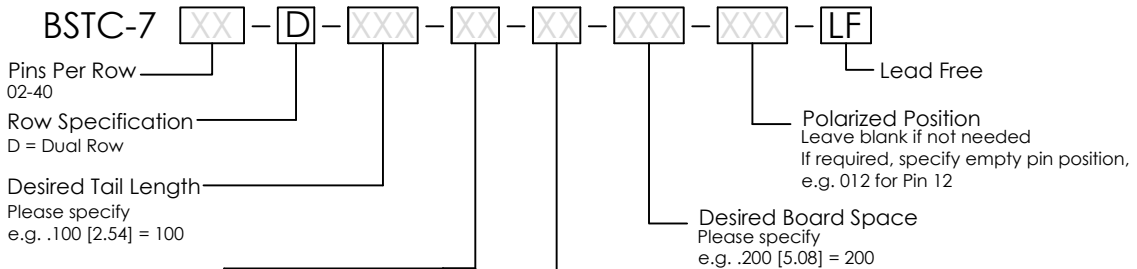 BSTC-7 XX - D - XXX - XX - XX - XXX - XXX - LF
Pins Per Row
02-40
Row Specification
D = Dual Row
Desired Tail Length
Please specify
e.g. .100 [2.54] = 100
Lead Free
Polarized Position
Leave blank if not needed
If required, specify empty pin position,
e.g. 012 for Pin 12
Desired Board Space
Please specify
e.g. .200 [5.08] = 200